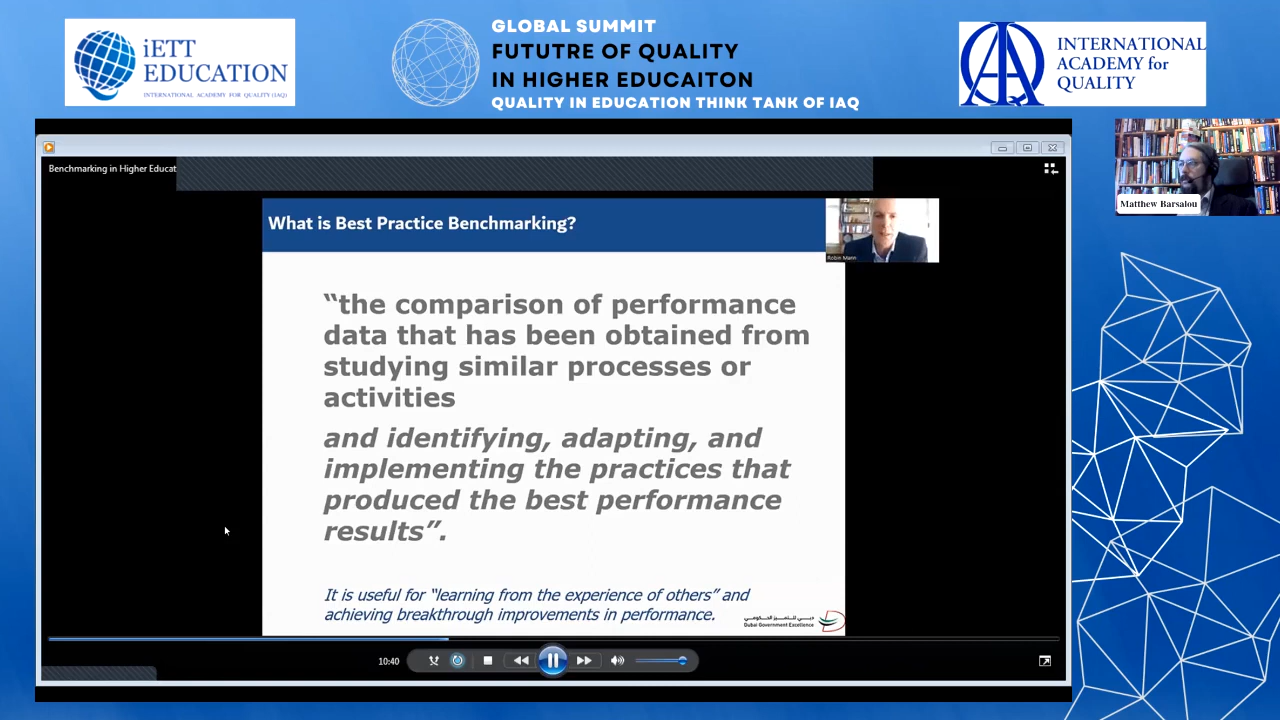 iETT
EDUCATION
INTERNATIONAL ACADEMY FOR QUALITY (IAQ)
GLOBAL SUMMIT
FUTUTRE OF QUALITY
IN HIGHER EDUCAITON
QUALITY IN EDUCATION THINK TANK OF IAQ
INTERNATIONAL
ACADEMY for
QUALITY
Matthew Barsalou
Benchmarking in Higher Educat
What is Best Practice Benchmarking?
Robin Mann
“the comparison of performance
data that has been obtained from
studying similar processes or
activities
and identifying, adapting, and
implementing the practices that
produced the best performance
results”.
It is useful for “learning from the experience of others” and
achieving breakthrough improvements in performance.
دبي للتميز الحكومي
Dubai Government Excellence
10:40